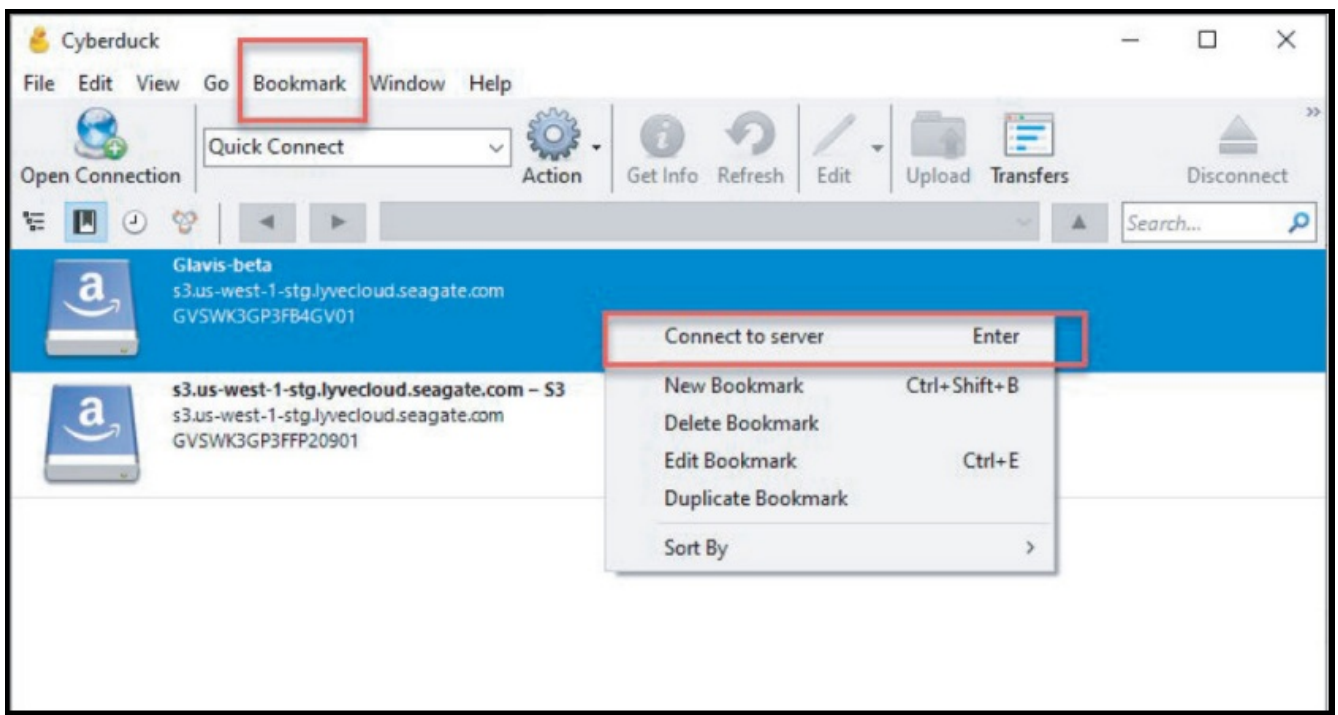 Cyberduck
File Edit View Go Bookmark Window Help
Quick Connect
Open Connection Action Get Info Refresh Edit Upload Transfers Disconnect
Search...
Glavis-beta
s3.us-west-1-stg.lyvecloud.seagate.com
GVSWK3GP3FB4GV01
Connect to server Enter
New Bookmark Ctrl+Shift+B
s3.us-west-1-stg.lyvecloud.seagate.com – S3
s3.us-west-1-stg.lyvecloud.seagate.com
GVSWK3GP3FFP20901
Delete Bookmark
Edit Bookmark Ctrl+E
Duplicate Bookmark
Sort By